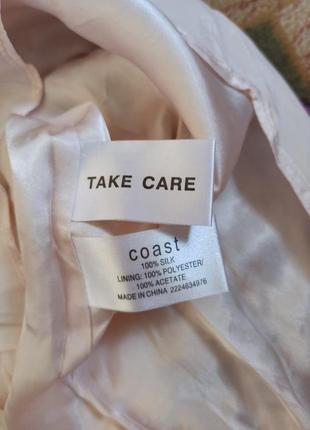 TAKE CARE
coast
100% SILK
LINING: 100% POLYESTER/
100% ACETATE
MADE IN CHINA 2224634976